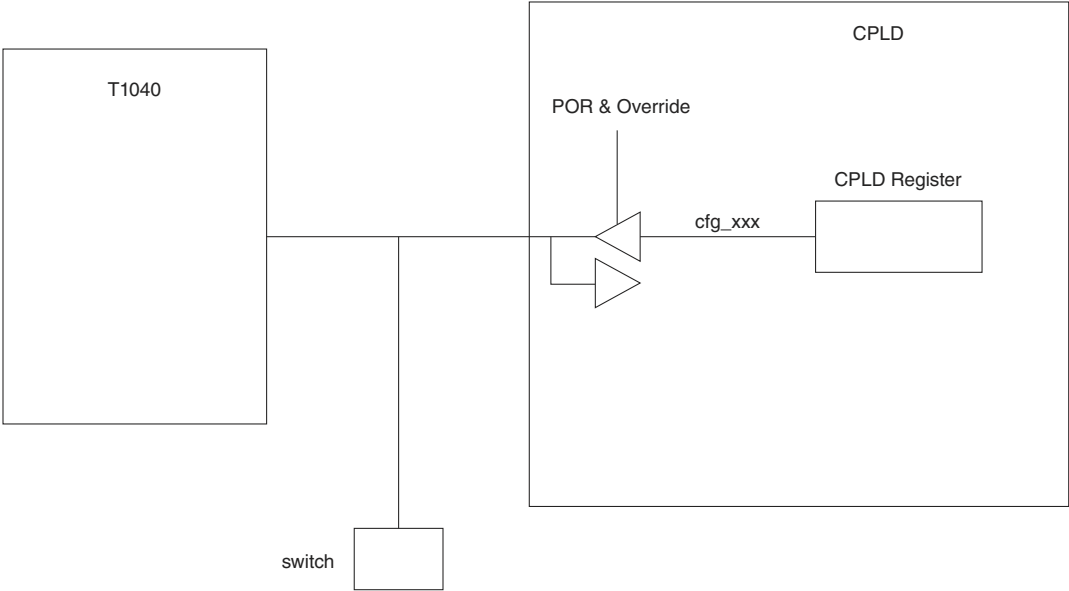 CPLD
T1040
POR & Override
CPLD Register
cfg_xxx
switch